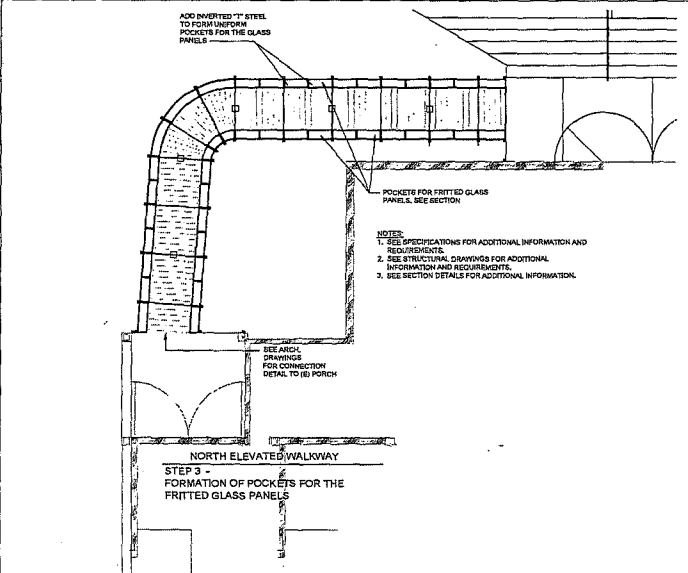 ADD INVERTED "T" STEEL
TO FORM UNIFORM
POCKETS FOR THE GLASS
PANELS
POCKETS FOR FRITTED GLASS
PANELS. SEE SECTION
NOTES:
1. SEE SPECIFICATIONS FOR ADDITIONAL INFORMATION AND
REQUIREMENTS.
2. SEE STRUCTURAL DRAWINGS FOR ADDITIONAL
INFORMATION AND REQUIREMENTS.
3. SEE SECTION DETAILS FOR ADDITIONAL INFORMATION.
SEE ARCH.
DRAWINGS
FOR CONNECTION
DETAIL TO (E) PORCH
NORTH ELEVATED WALKWAY
STEP 3 -
FORMATION OF POCKETS FOR THE
FRITTED GLASS PANELS